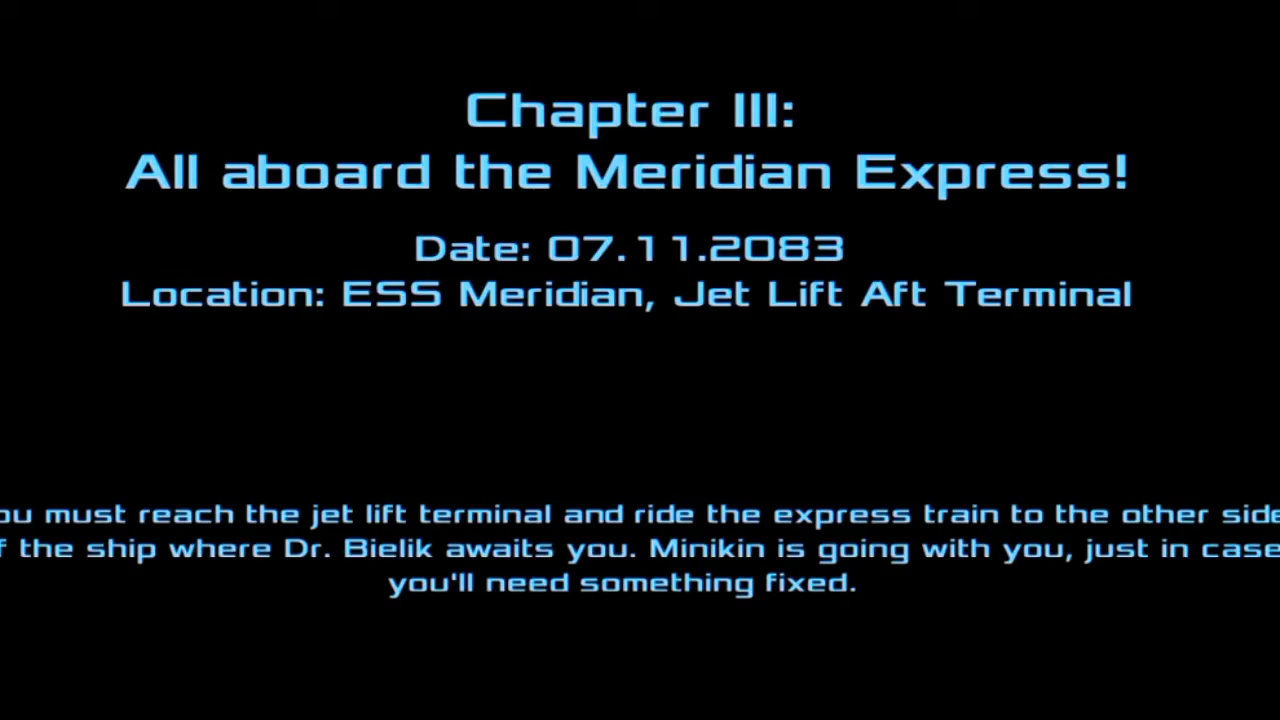 Chapter III:
All aboard the Meridian Express!
Date: 07.11.2083
Location: ESS Meridian, Jet Lift Aft Terminal
ou must reach the jet lift terminal and ride the express train to the other side
f the ship where Dr. Bielik awaits you. Minikin is going with you, just in case
you'll need something fixed.